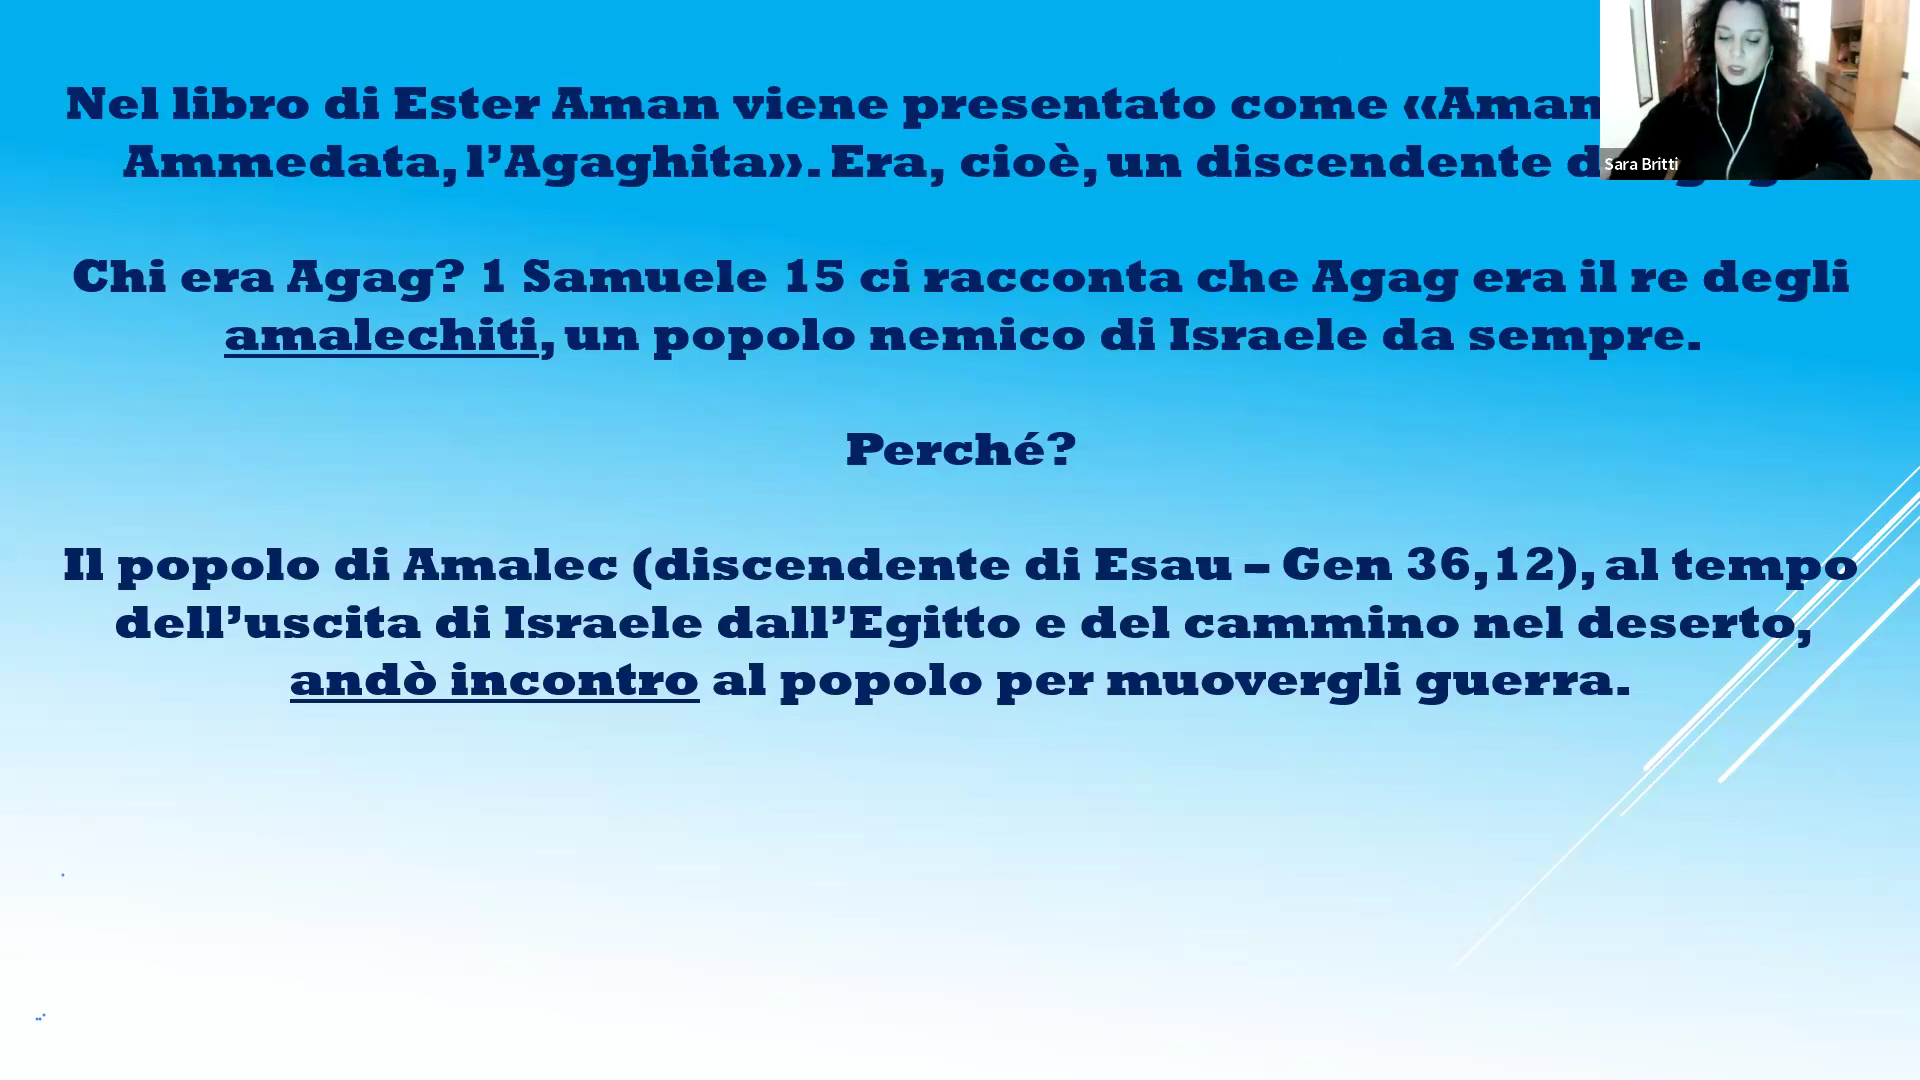 Nel libro di Ester Aman viene presentato come «Aman
Ammedata, l’Agaghita». Era, cioè, un discendente
Chi era Agag? 1 Samuele 15 ci racconta che Agag era il re degli
amalechiti, un popolo nemico di Israele da sempre.
Perché?
Il popolo di Amalec (discendente di Esau – Gen 36,12), al tempo
dell’uscita di Israele dall’Egitto e del cammino nel deserto,
andò incontro al popolo per muovergli guerra.
Sara Britti